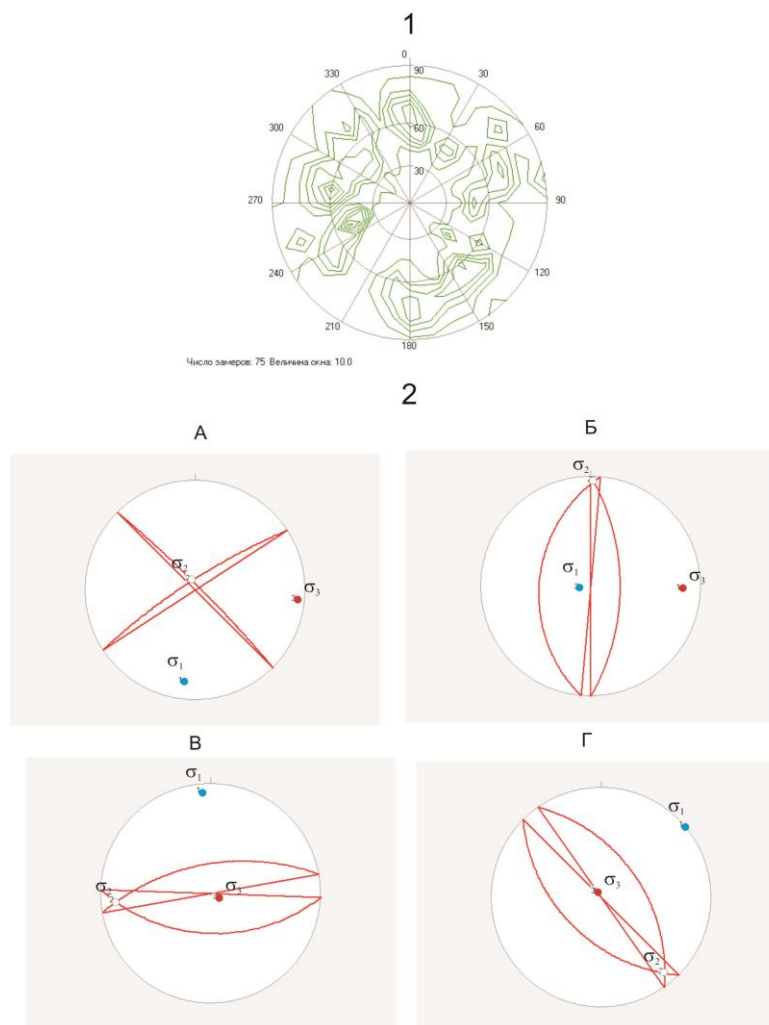 1
0
330 90 30
300 60 60
30
270 90
240 120
210 150
180
Число замеров: 75 Величина окна: 10.0
2
А Б
σ2
σ3
σ1
σ2
σ1 σ3
В Г
σ1
σ2 σ3
σ1
σ3
σ2